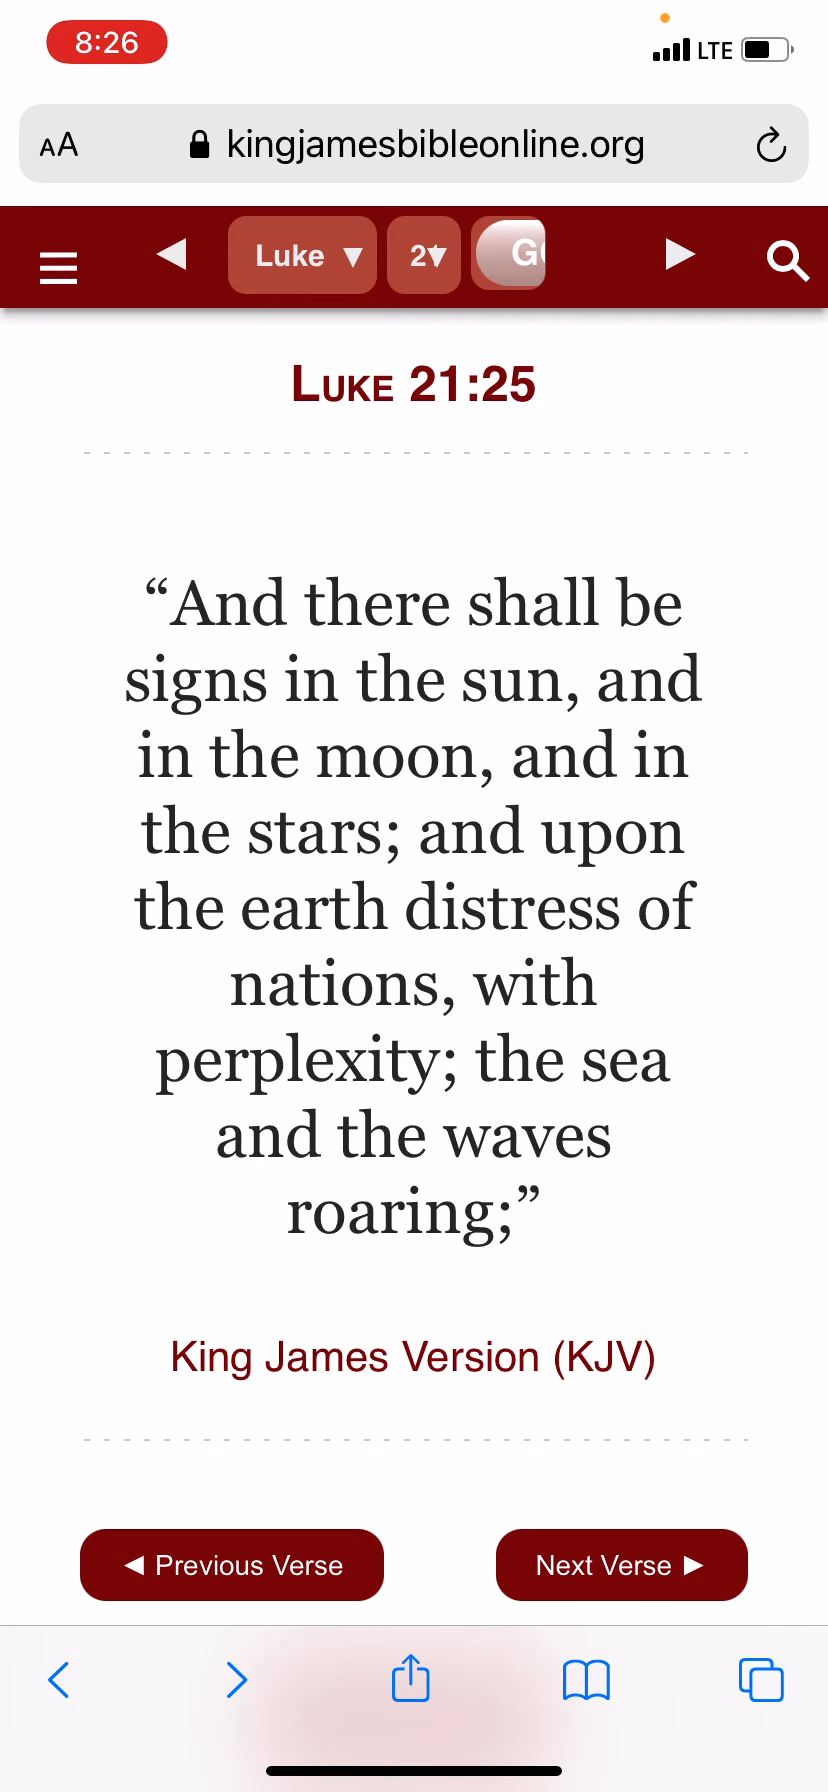 8:26
LTE
AA kingjamesbibleonline.org
Luke ▼ 2▼ G
Luke 21:25
“And there shall be
signs in the sun, and
in the moon, and in
the stars; and upon
the earth distress of
nations, with
perplexity; the sea
and the waves
roaring;”
King James Version (KJV)
◀ Previous Verse
Next Verse ▶